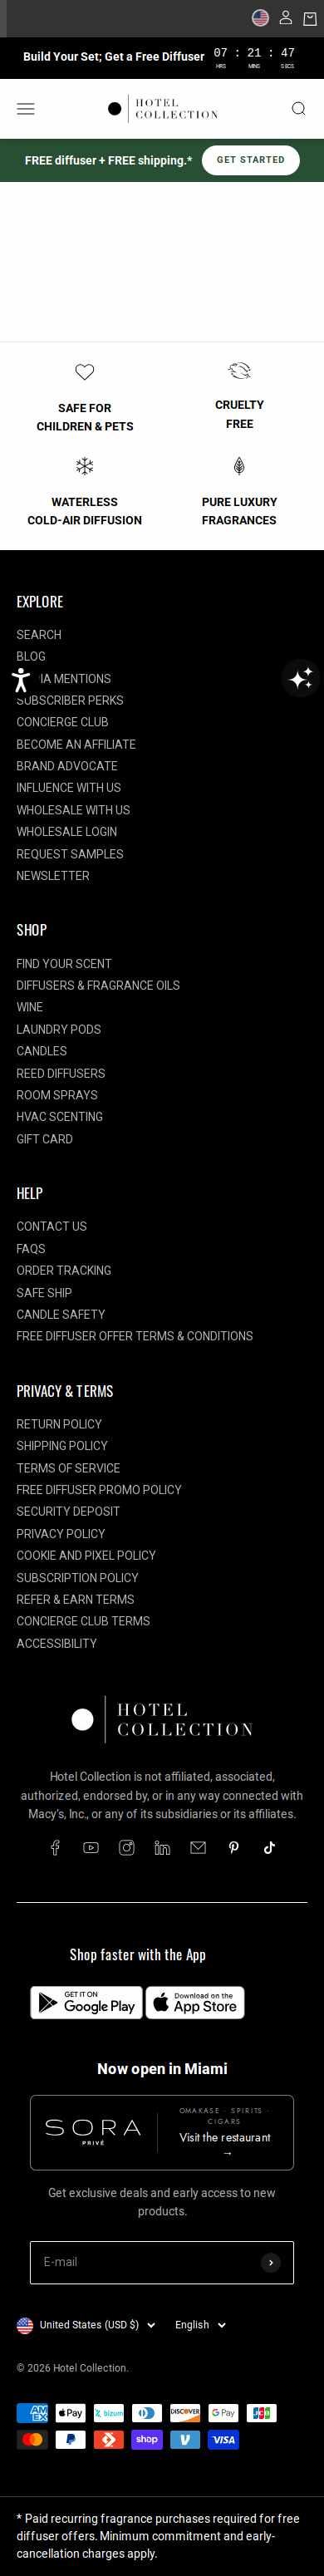 Build Your Set; Get a Free Diffuser 07 : 21 : 47
HRS MINS SECS
HOTEL
COLLECTION
FREE diffuser + FREE shipping.* GET STARTED
SAFE FOR
CHILDREN & PETS
CRUELTY
FREE
WATERLESS
COLD-AIR DIFFUSION
PURE LUXURY
FRAGRANCES
EXPLORE
SEARCH
BLOG
IA MENTIONS
SUBSCRIBER PERKS
CONCIERGE CLUB
BECOME AN AFFILIATE
BRAND ADVOCATE
INFLUENCE WITH US
WHOLESALE WITH US
WHOLESALE LOGIN
REQUEST SAMPLES
NEWSLETTER
SHOP
FIND YOUR SCENT
DIFFUSERS & FRAGRANCE OILS
WINE
LAUNDRY PODS
CANDLES
REED DIFFUSERS
ROOM SPRAYS
HVAC SCENTING
GIFT CARD
HELP
CONTACT US
FAQS
ORDER TRACKING
SAFE SHIP
CANDLE SAFETY
FREE DIFFUSER OFFER TERMS & CONDITIONS
PRIVACY & TERMS
RETURN POLICY
SHIPPING POLICY
TERMS OF SERVICE
FREE DIFFUSER PROMO POLICY
SECURITY DEPOSIT
PRIVACY POLICY
COOKIE AND PIXEL POLICY
SUBSCRIPTION POLICY
REFER & EARN TERMS
CONCIERGE CLUB TERMS
ACCESSIBILITY
HOTEL
COLLECTION
Hotel Collection is not affiliated, associated,
authorized, endorsed by, or in any way connected with
Macy's, Inc., or any of its subsidiaries or its affiliates.
Shop faster with the App
GET IT ON
Google Play
Download on the
App Store
Now open in Miami
SORA
PRIVÉ
OMAKASE · SPIRITS ·
CIGARS
Visit the restaurant
→
Get exclusive deals and early access to new
products.
E-mail
United States (USD $) English
© 2026 Hotel Collection.
AMEX Pay bizum Diners Club DISCOVER G Pay JCB
PayPal shop VISA
* Paid recurring fragrance purchases required for free
diffuser offers. Minimum commitment and early-
cancellation charges apply.